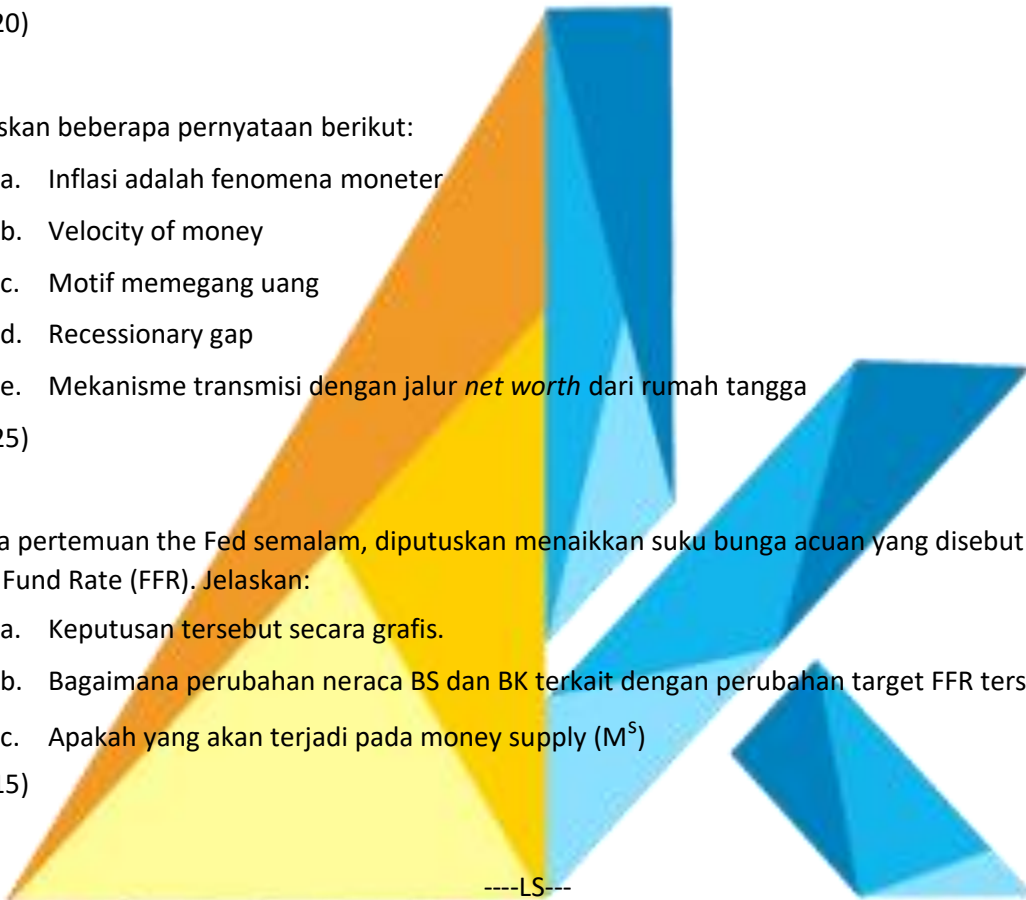 20)
skan beberapa pernyataan berikut:
a. Inflasi adalah fenomena moneter
b. Velocity of money
c. Motif memegang uang
d. Recessionary gap
e. Mekanisme transmisi dengan jalur net worth dari rumah tangga
25)
a pertemuan the Fed semalam, diputuskan menaikkan suku bunga acuan yang disebut
Fund Rate (FFR). Jelaskan:
a. Keputusan tersebut secara grafis.
b. Bagaimana perubahan neraca BS dan BK terkait dengan perubahan target FFR ters
c. Apakah yang akan terjadi pada money supply (Mˢ)
15)
----LS---